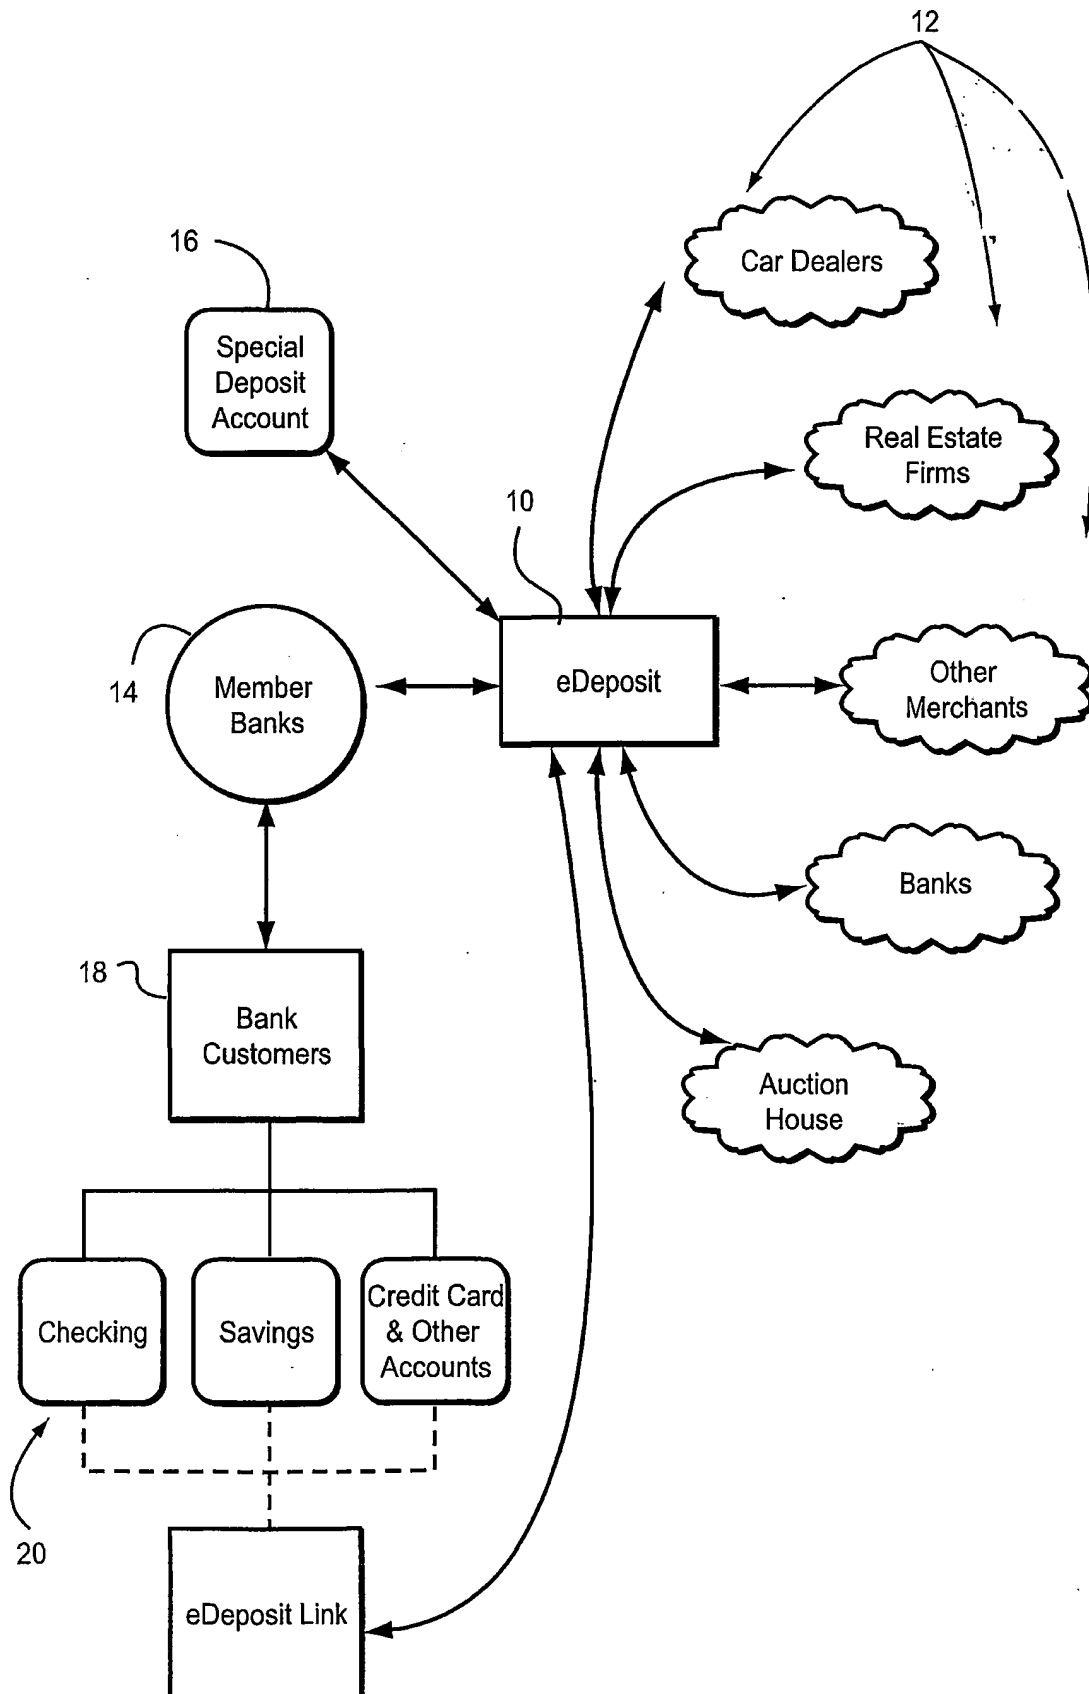 12
16
Car Dealers
Special
Deposit
Account
Real Estate
Firms
10
14
Member
Banks
eDeposit
Other
Merchants
Banks
18
Bank
Customers
Auction
House
Checking
Savings
Credit Card
& Other
Accounts
20
eDeposit Link